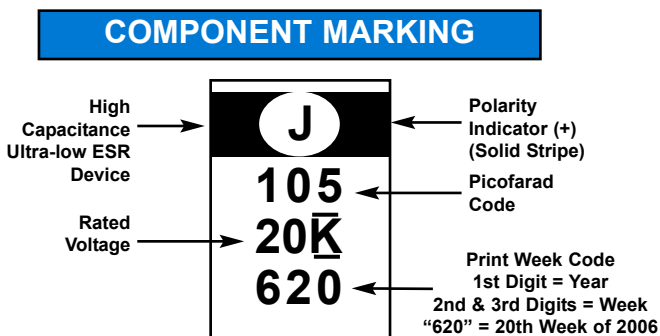 COMPONENT MARKING
High
Capacitance
Ultra-low ESR
Device
J
Polarity
Indicator (+)
(Solid Stripe)
105
Picofarad
Code
Rated
Voltage
20K̲̅
620
Print Week Code
1st Digit = Year
2nd & 3rd Digits = Week
“620” = 20th Week of 2006